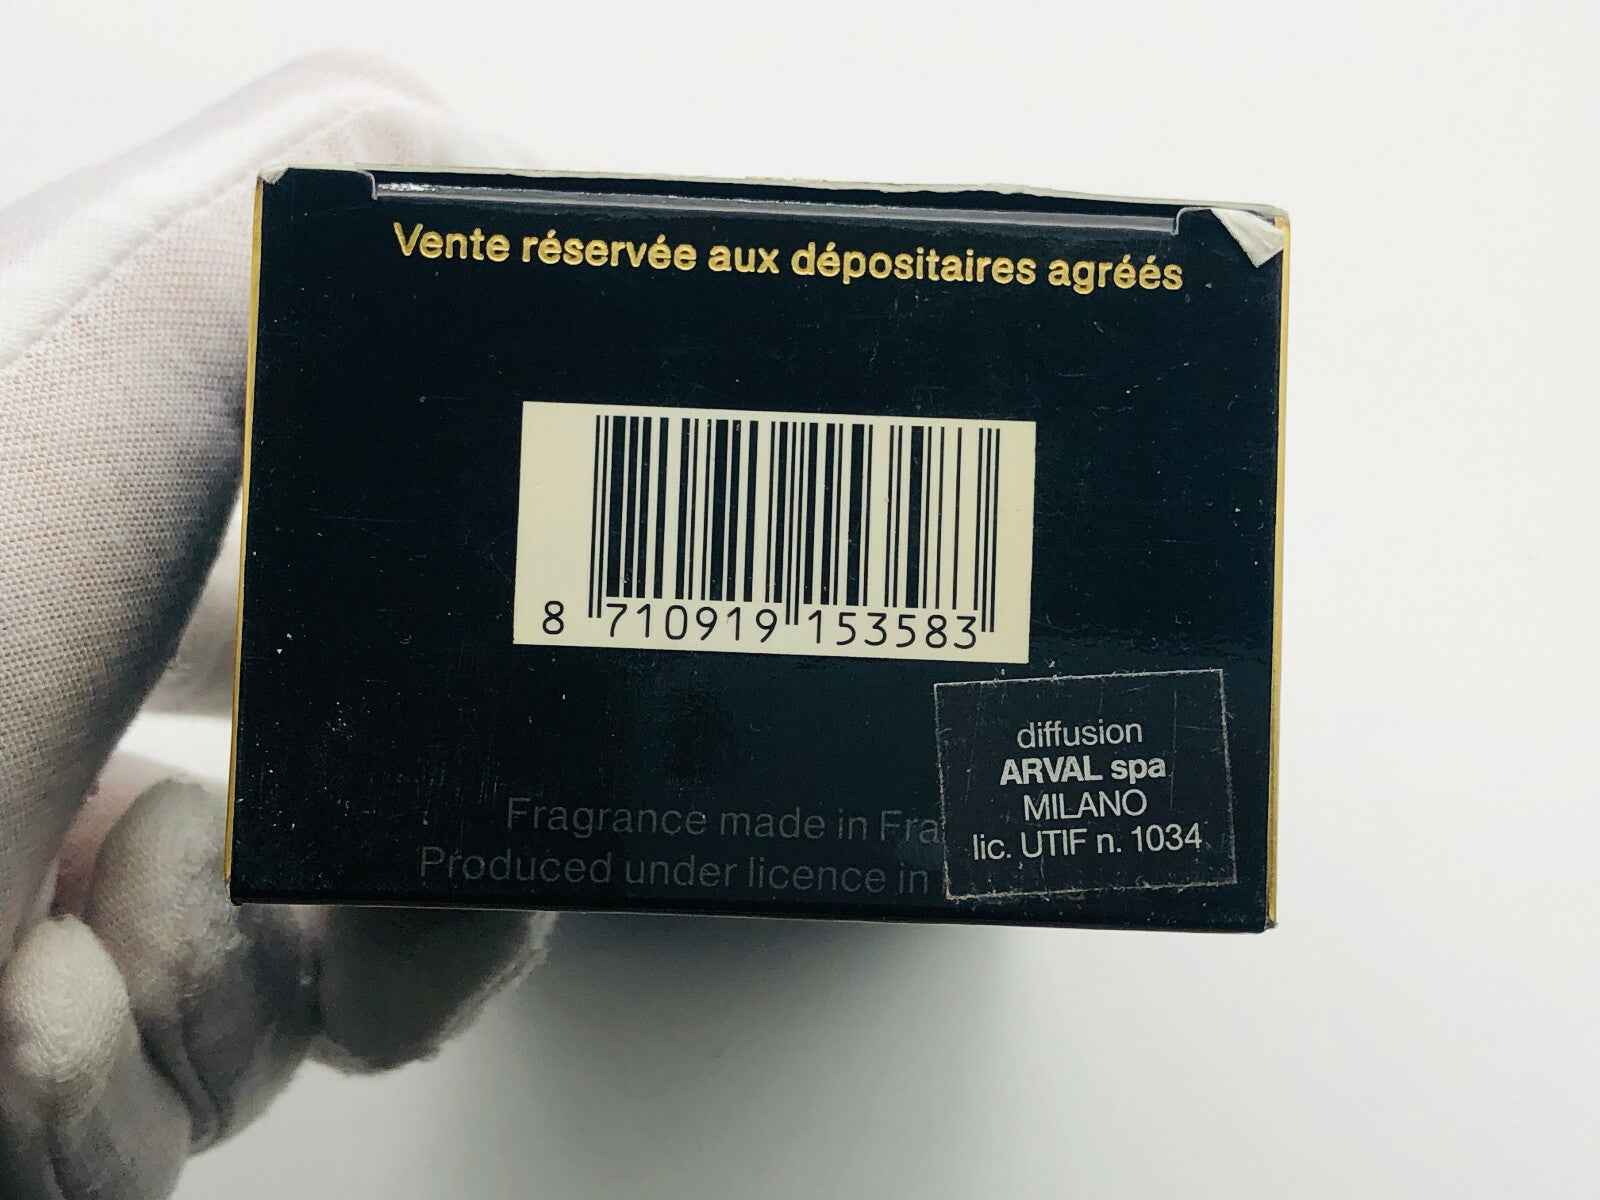 Vente réservée aux dépositaires agréés
8 710919 153583
diffusion
ARVAL spa
MILANO
lic. UTIF n. 1034
Fragrance made in
Produced under licence in